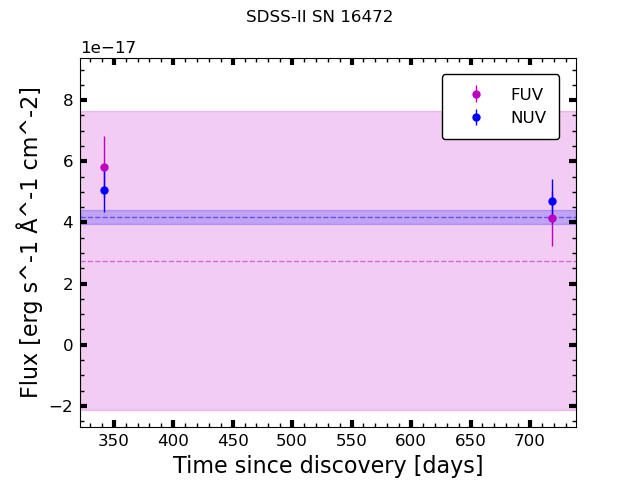 SDSS-II SN 16472
1e−17
Flux [erg s^-1 Å^-1 cm^-2]
8
6
4
2
0
−2
FUV
NUV
350 400 450 500 550 600 650 700
Time since discovery [days]